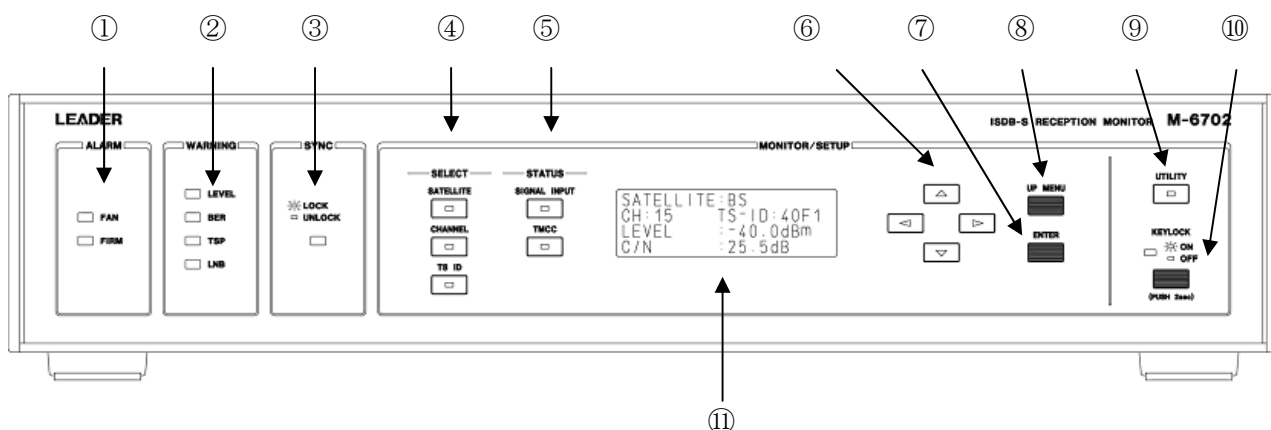 ① ② ③ ④ ⑤ ⑥ ⑦ ⑧ ⑨ ⑩
LEADER
ISDB-S RECEPTION MONITOR M-6702
ALARM
FAN
FIRM
WARNING
LEVEL
BER
TSP
LNB
SYNC
LOCK
UNLOCK
MONITOR/SETUP
SELECT
SATELLITE
CHANNEL
TS ID
STATUS
SIGNAL INPUT
TMCC
SATELLITE:BS
CH:15 TS-ID:40F1
LEVEL :-40.0dBm
C/N :25.5dB
UP MENU
ENTER
UTILITY
KEYLOCK
ON
OFF
(PUSH 2sec)
⑪